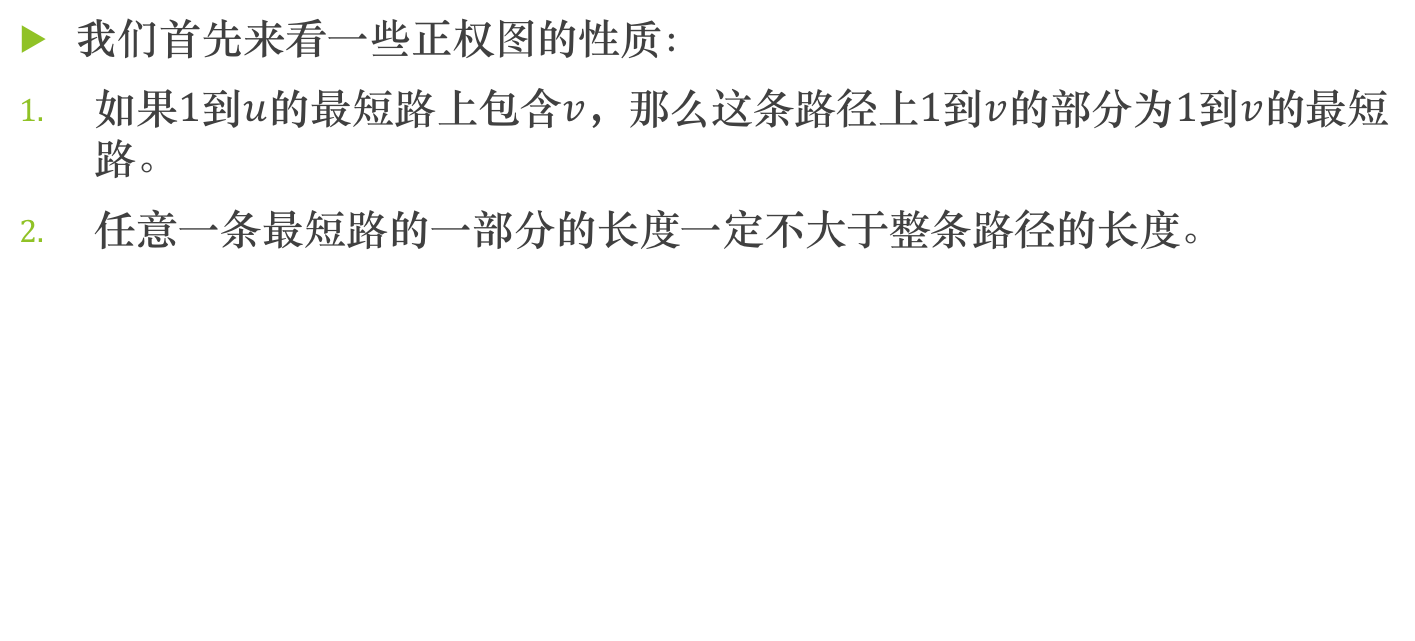 我们首先来看一些正权图的性质：
1. 如果1到u的最短路上包含v，那么这条路径上1到v的部分为1到v的最短
路。
2. 任意一条最短路的一部分的长度一定不大于整条路径的长度。